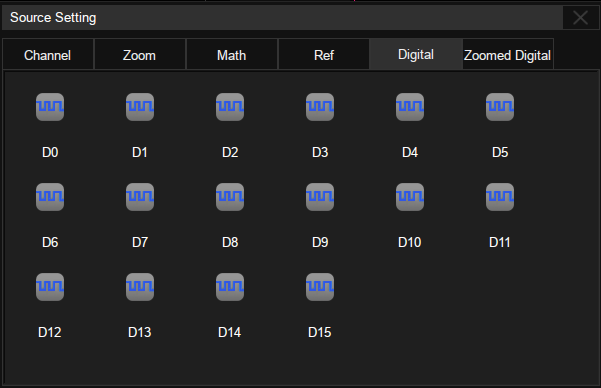 Source Setting
Channel Zoom Math Ref Digital Zoomed Digital
D0 D1 D2 D3 D4 D5
D6 D7 D8 D9 D10 D11
D12 D13 D14 D15